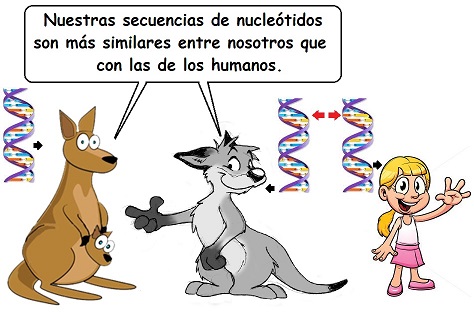 Nuestras secuencias de nucleótidos
son más similares entre nosotros que
con las de los humanos.